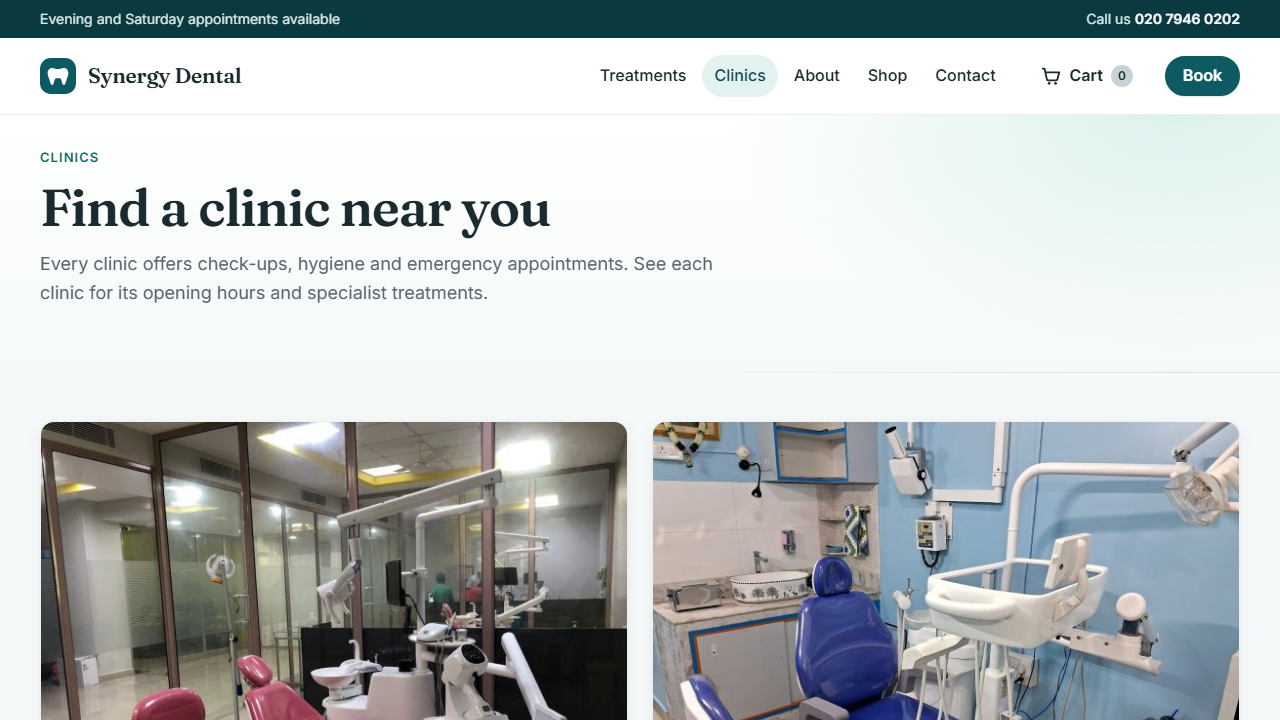 Evening and Saturday appointments available
Call us 020 7946 0202
Synergy Dental
Treatments
Clinics
About
Shop
Contact
Cart 0
Book
CLINICS
Find a clinic near you
Every clinic offers check-ups, hygiene and emergency appointments. See each
clinic for its opening hours and specialist treatments.